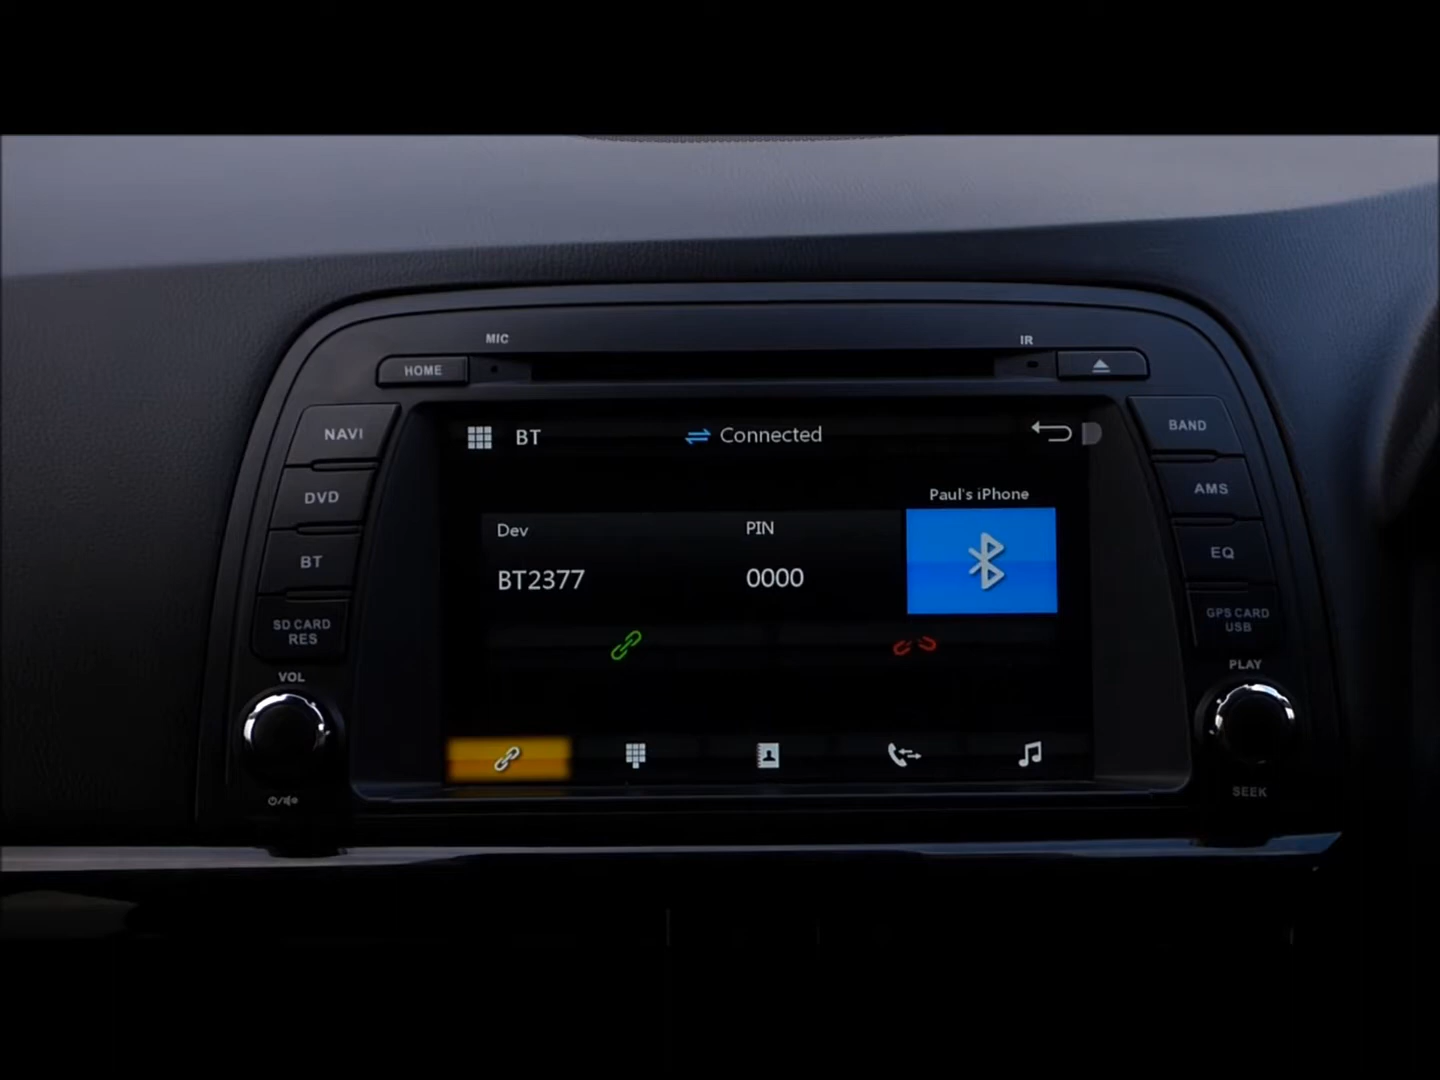 MIC
IR
HOME
NAVI
DVD
BT
SD CARD
RES
VOL
BT
Connected
Paul's iPhone
Dev
PIN
BT2377
0000
BAND
AMS
EQ
GPS CARD
USB
PLAY
SEEK